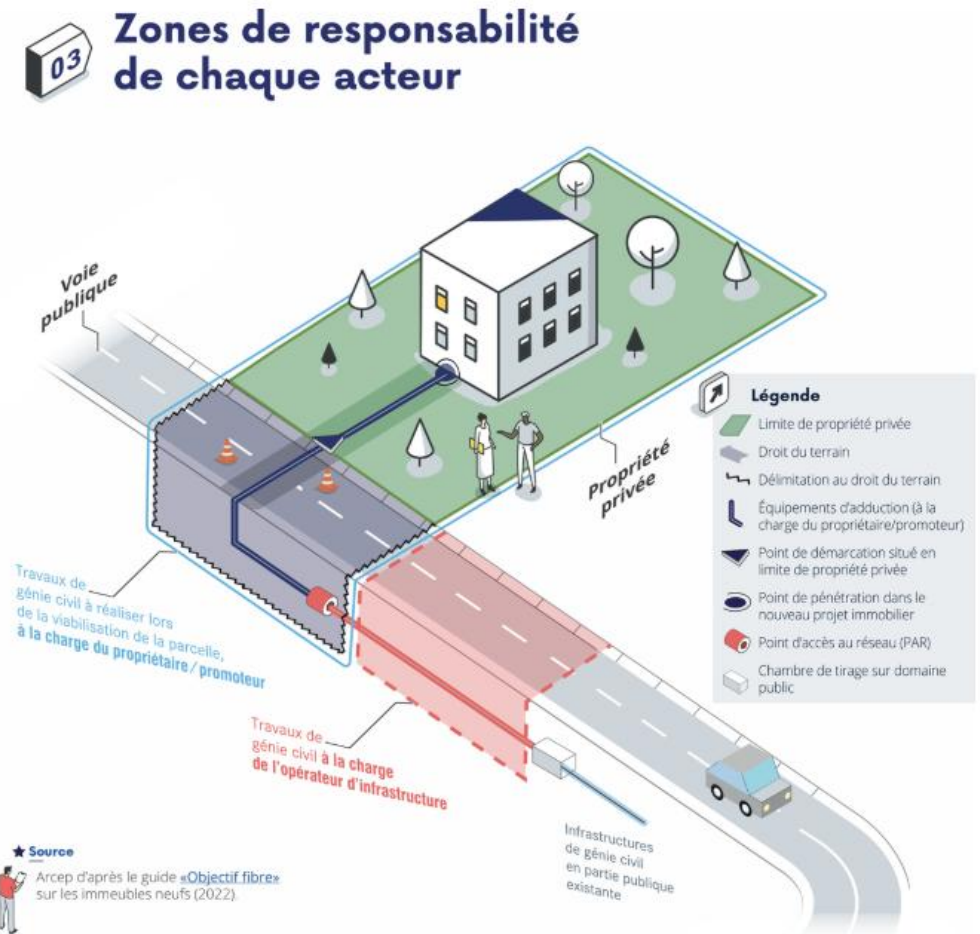 03
Zones de responsabilité
de chaque acteur
Voie
publique
Propriété
privée
Légende
Limite de propriété privée
Droit du terrain
Délimitation au droit du terrain
Équipements d'adduction (à la
charge du propriétaire/promoteur)
Point de démarcation situé en
limite de propriété privée
Point de pénétration dans le
nouveau projet immobilier
Point d'accès au réseau (PAR)
Chambre de tirage sur domaine
public
Travaux de
génie civil à réaliser lors
de la viabilisation de la parcelle,
à la charge du propriétaire / promoteur
Travaux de
génie civil à la charge
de l'opérateur d'infrastructure
Infrastructures
de génie civil
en partie publique
existante
Source
Arcep d'après le guide «Objectif fibre»
sur les immeubles neufs (2022)